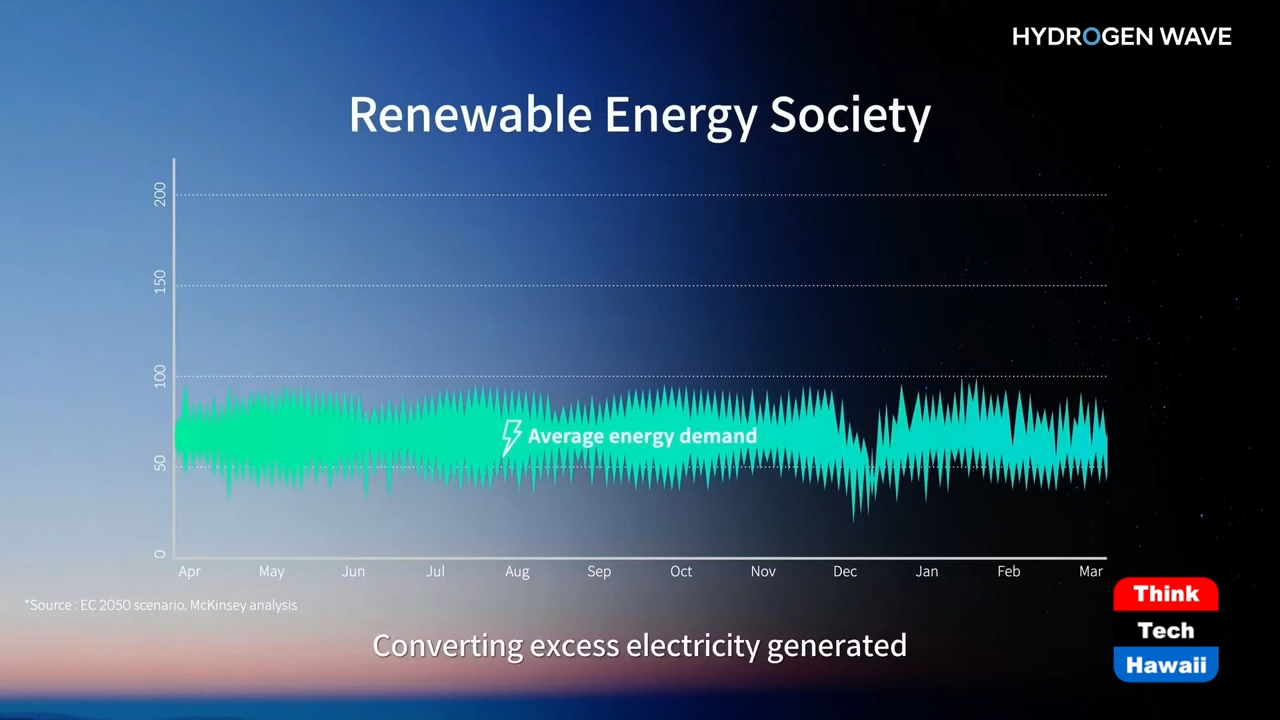 HYDROGEN WAVE
Renewable Energy Society
200
150
100
50
0
Average energy demand
Apr May Jun Jul Aug Sep Oct Nov Dec Jan Feb Mar
*Source : EC 2050 scenario, McKinsey analysis
Converting excess electricity generated
Think
Tech
Hawaii